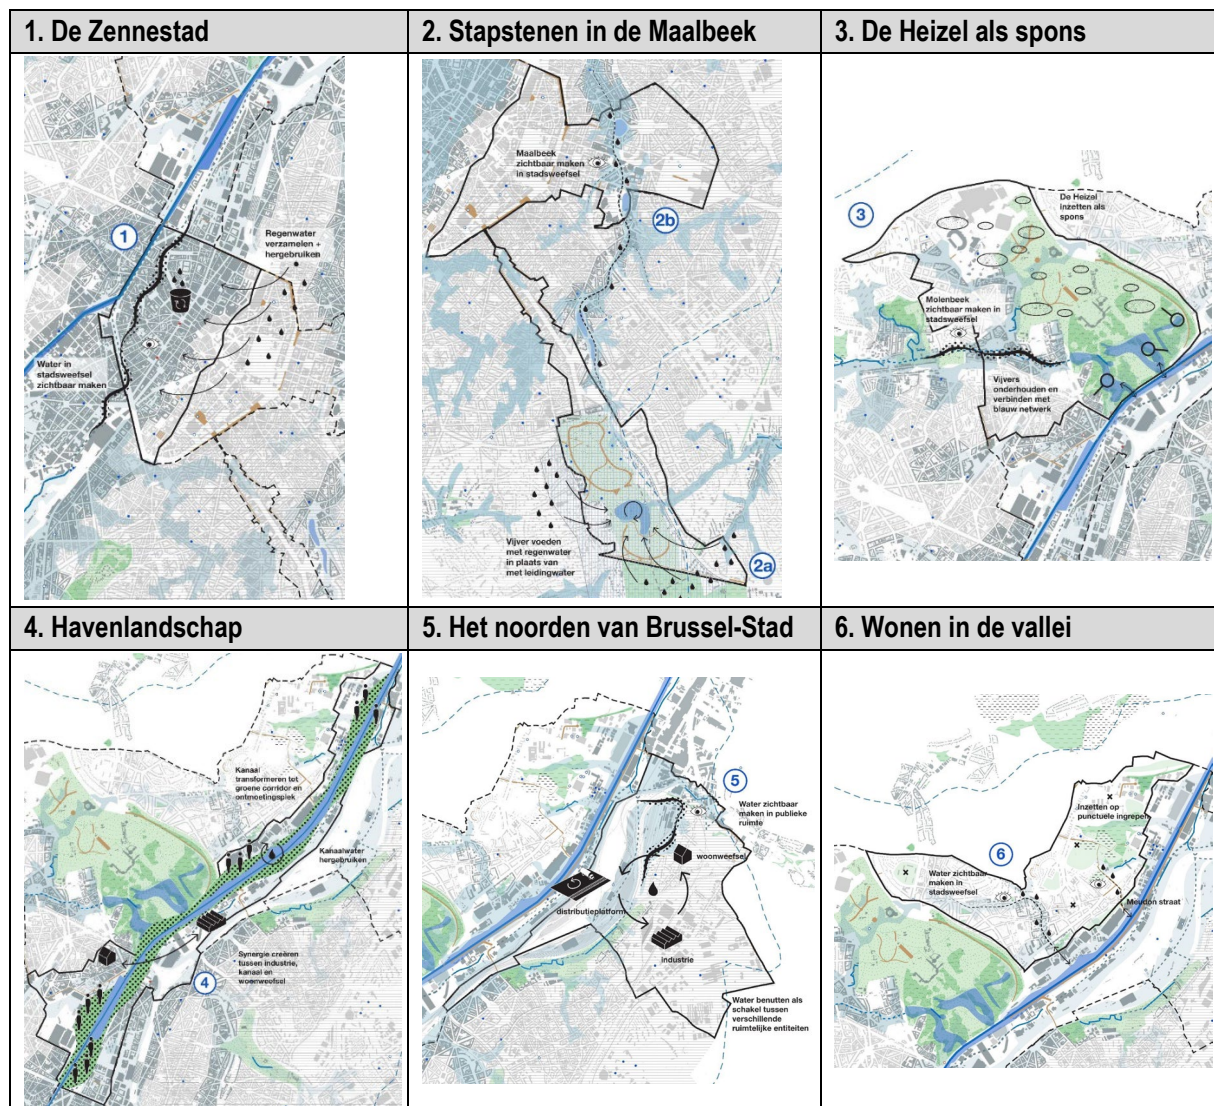 1. De Zennestad
2. Stapstenen in de Maalbeek
3. De Heizel als spons
1
Regenwater
verzamelen +
hergebruiken
Water in
stadsweefsel
zichtbaar maken
Maalbeek
zichtbaar maken
in stadsweefsel
2b
Vijver voeden
met regenwater
in plaats van
met leidingwater
2a
3
De Heizel
inzetten als
spons
Molenbeek
zichtbaar maken in
stadsweefsel
Vijvers
onderhouden en
verbinden met
blauw netwerk
4. Havenlandschap
5. Het noorden van Brussel-Stad
6. Wonen in de vallei
Kanaal
transformeren tot
groene corridor en
ontmoetingsplek
Kanaalwater
hergebruiken
Synergie creëren
tussen industrie,
kanaal en
woonweefsel
4
5
Water zichtbaar
maken in publieke
ruimte
woonweefsel
distributieplatform
industrie
Water benutten als
schakel tussen
verschillende
ruimtelijke entiteiten
6
Inzetten op
punctuele ingrepen
Water zichtbaar
maken in
stadsweefsel
Meudon straat